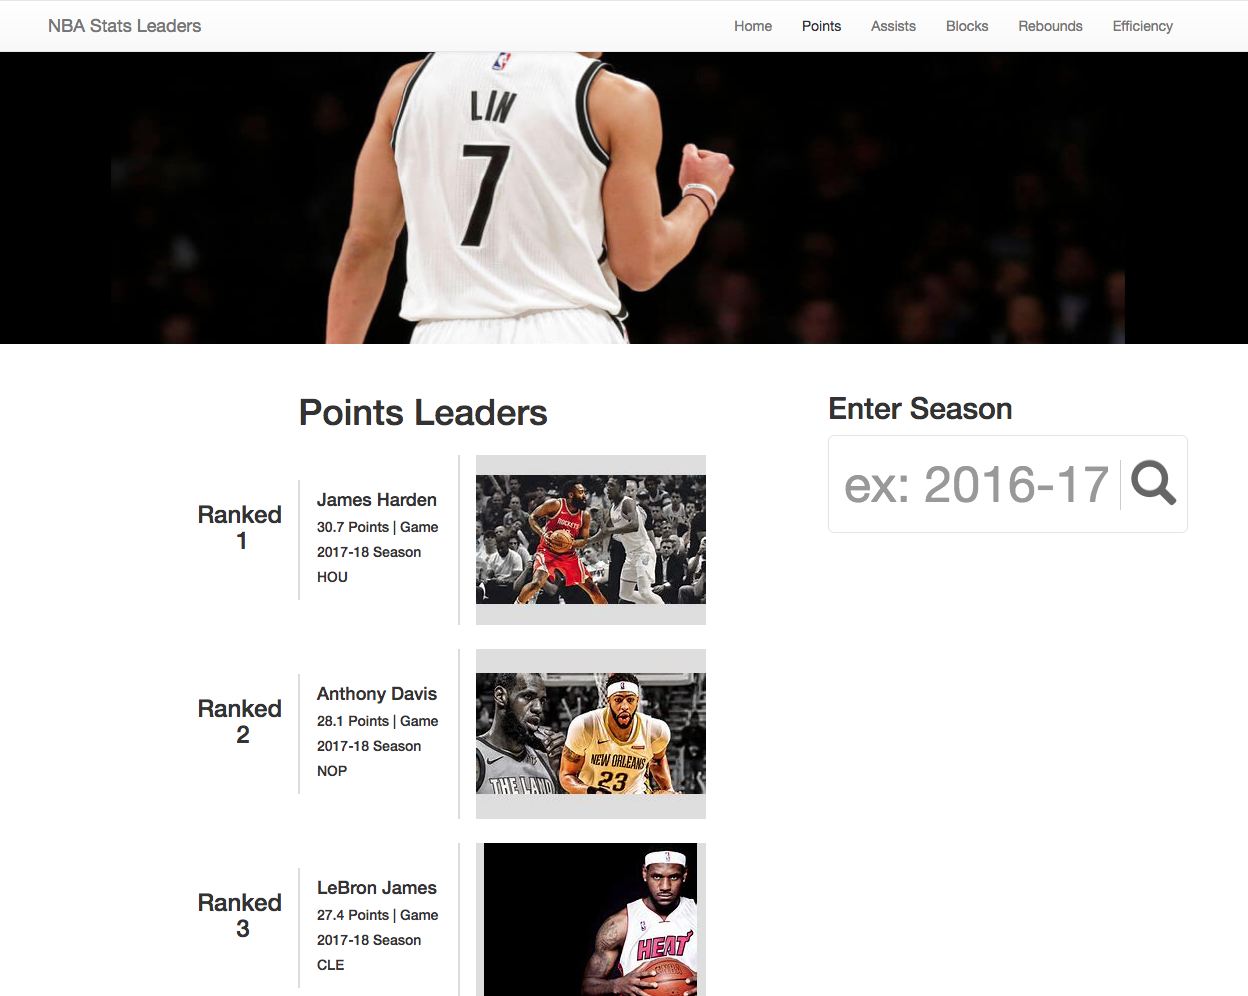 NBA Stats Leaders
Home Points Assists Blocks Rebounds Efficiency
LIN
7
Points Leaders
Enter Season
ex: 2016-17
Ranked
1
James Harden
30.7 Points | Game
2017-18 Season
HOU
ROCKETS
Ranked
2
Anthony Davis
28.1 Points | Game
2017-18 Season
NOP
THE LAND
NEW ORLEANS
23
Ranked
3
LeBron James
27.4 Points | Game
2017-18 Season
CLE
HEAT